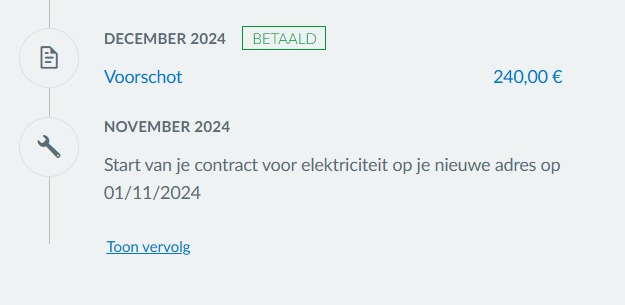 DECEMBER 2024 BETAALD
Voorschot 240,00 €
NOVEMBER 2024
Start van je contract voor elektriciteit op je nieuwe adres op
01/11/2024
Toon vervolg